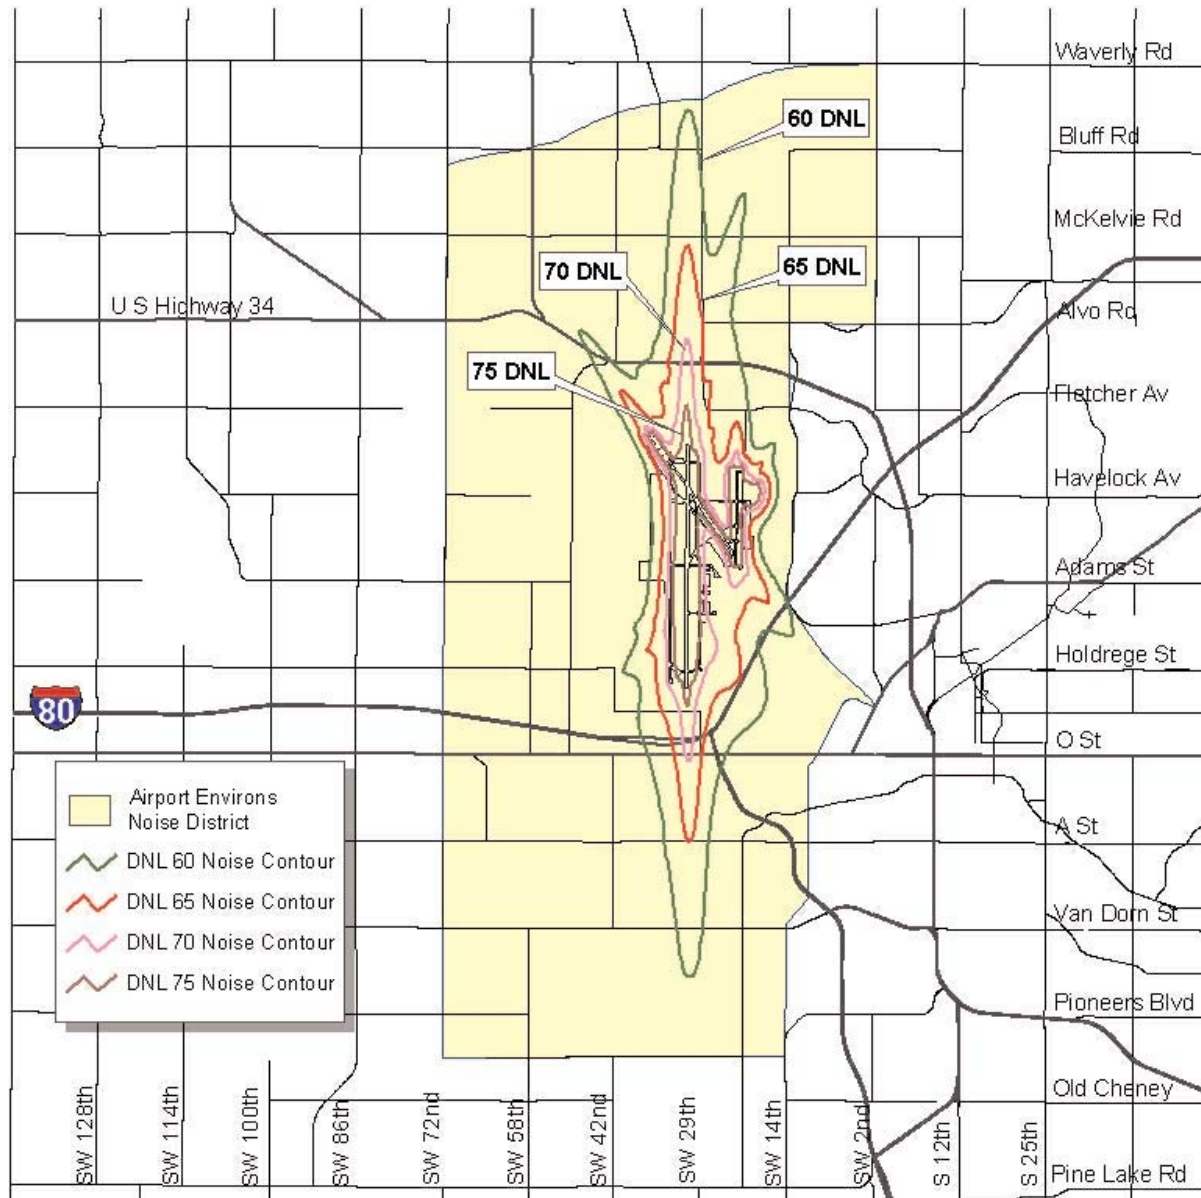 Waverly Rd
60 DNL
Bluff Rd
McKelvie Rd
70 DNL
65 DNL
U S Highway 34
Alvo Rd
75 DNL
Fletcher Av
Havelock Av
Adams St
Holdrege St
80
O St
Airport Environs
Noise District
DNL 60 Noise Contour
DNL 65 Noise Contour
DNL 70 Noise Contour
DNL 75 Noise Contour
A St
Van Dorn St
Pioneers Blvd
Old Cheney
Pine Lake Rd
SW 128th
SW 114th
SW 100th
SW 86th
SW 72nd
SW 58th
SW 42nd
SW 29th
SW 14th
SW 2nd
S 12th
S 25th